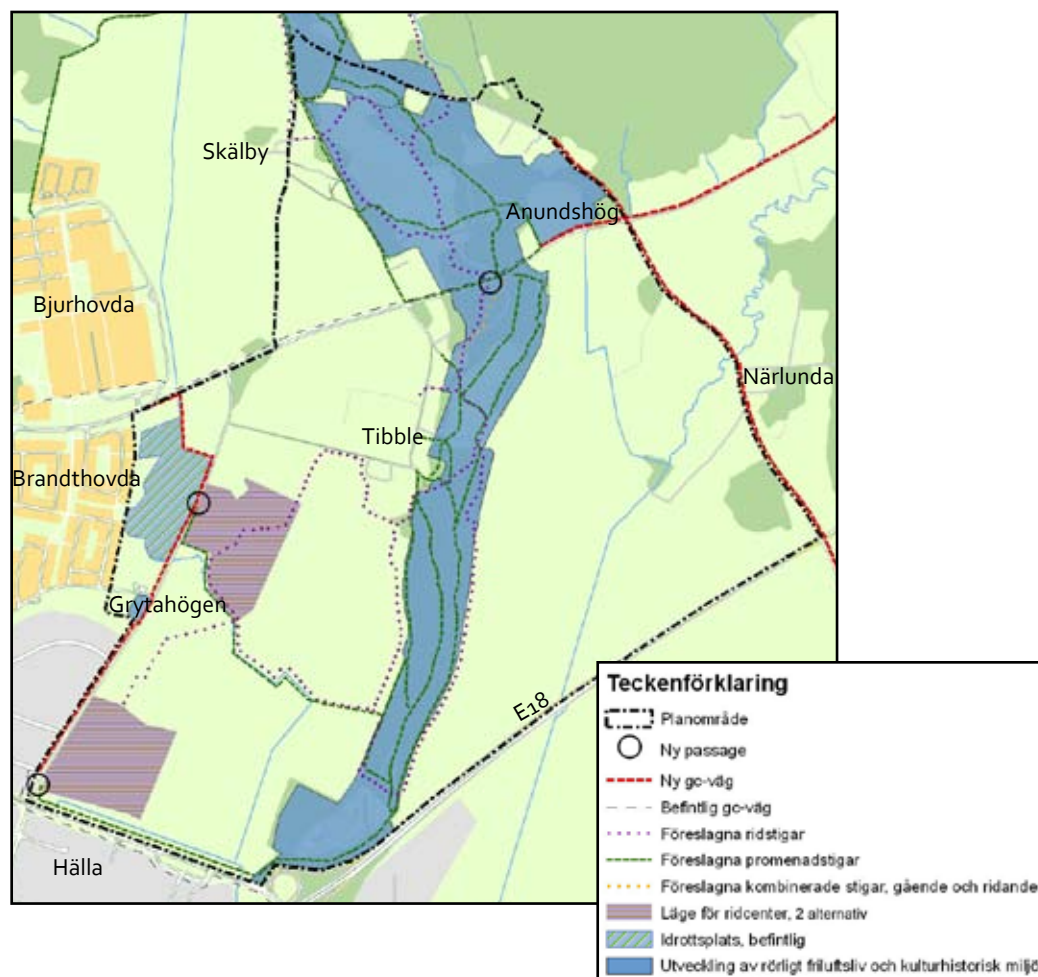 Skälby
Anundshög
Bjurhovda
Närlunda
Tibble
Brandthovda
Grytahögen
E18
Hälla
Teckenförklaring
Planområde
Ny passage
Ny gc-väg
Befintlig gc-väg
Föreslagna ridstigar
Föreslagna promenadstigar
Föreslagna kombinerade stigar, gående och ridande
Läge för ridcenter, 2 alternativ
Idrottsplats, befintlig
Utveckling av rörligt friluftsliv och kulturhistorisk miljö